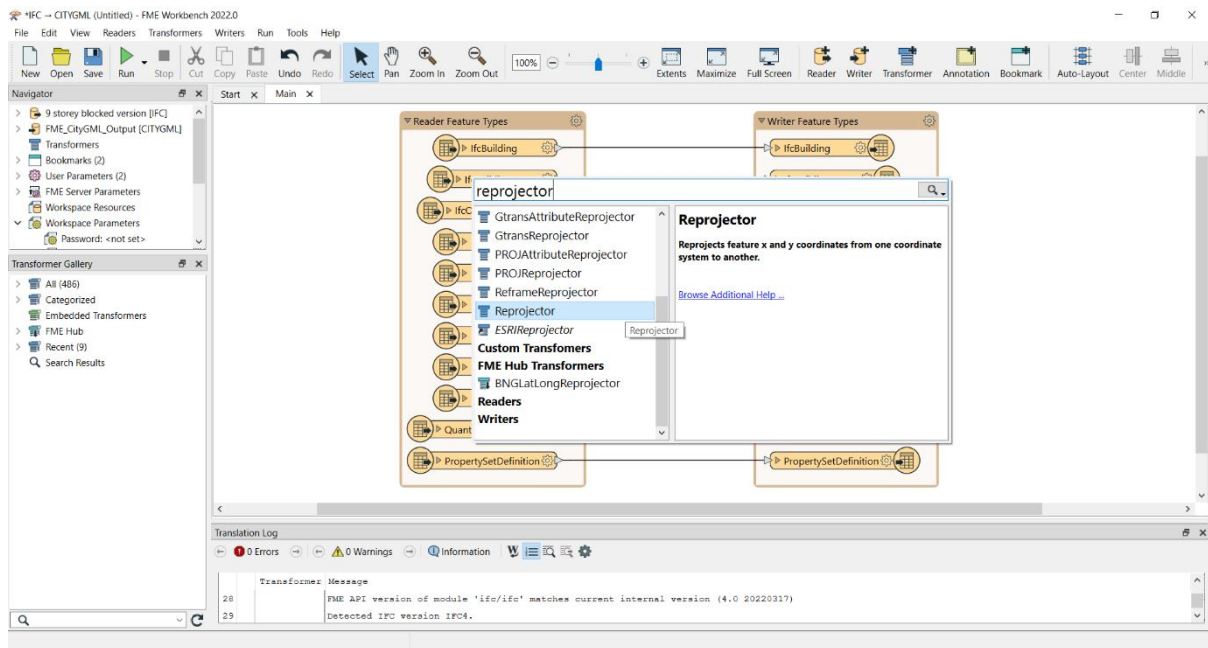 *IFC → CITYGML (Untitled) - FME Workbench 2022.0
File Edit View Readers Transformers Writers Run Tools Help
New Open Save Run Stop Cut Copy Paste Undo Redo Select Pan Zoom In Zoom Out 100% Extents Maximize Full Screen Reader Writer Transformer Annotation Bookmark Auto-Layout Center Middle
Navigator
9 storey blocked version [IFC]
FME_CityGML_Output [CITYGML]
Transformers
Bookmarks (2)
User Parameters (2)
FME Server Parameters
Workspace Resources
Workspace Parameters
Password: <not set>
Transformer Gallery
All (486)
Categorized
Embedded Transformers
FME Hub
Recent (9)
Search Results
Start Main
Reader Feature Types
IfcBuilding
IfcC
Quant
PropertySetDefinition
Writer Feature Types
IfcBuilding
PropertySetDefinition
reprojector
GtransAttributeReprojector
GtransReprojector
PROJAttributeReprojector
PROJReprojector
ReframeReprojector
Reprojector
ESRIReprojector
Custom Transfomers
FME Hub Transformers
BNGLatLongReprojector
Readers
Writers
Reprojector
Reprojector
Reprojects feature x and y coordinates from one coordinate
system to another.
Browse Additional Help ...
Translation Log
0 Errors 0 Warnings Information
Transformer Message
28 FME API version of module 'ifc/ifc' matches current internal version (4.0 20220317)
29 Detected IFC version IFC4.